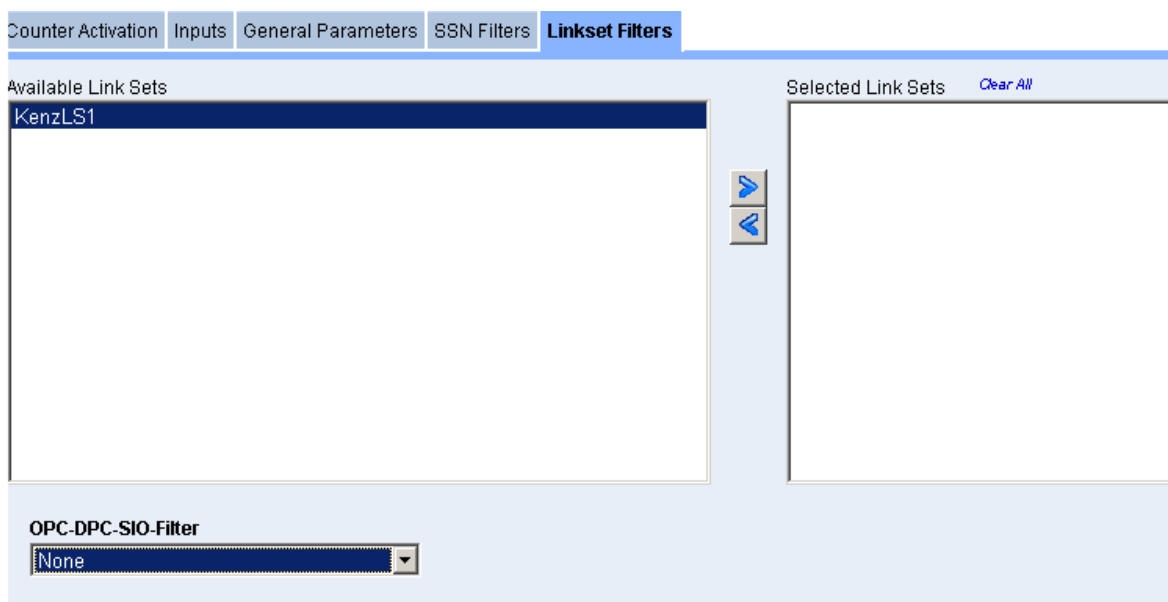 Counter Activation Inputs General Parameters SSN Filters Linkset Filters
Available Link Sets
Selected Link Sets Clear All
KenzLS1
OPC-DPC-SIO-Filter
None